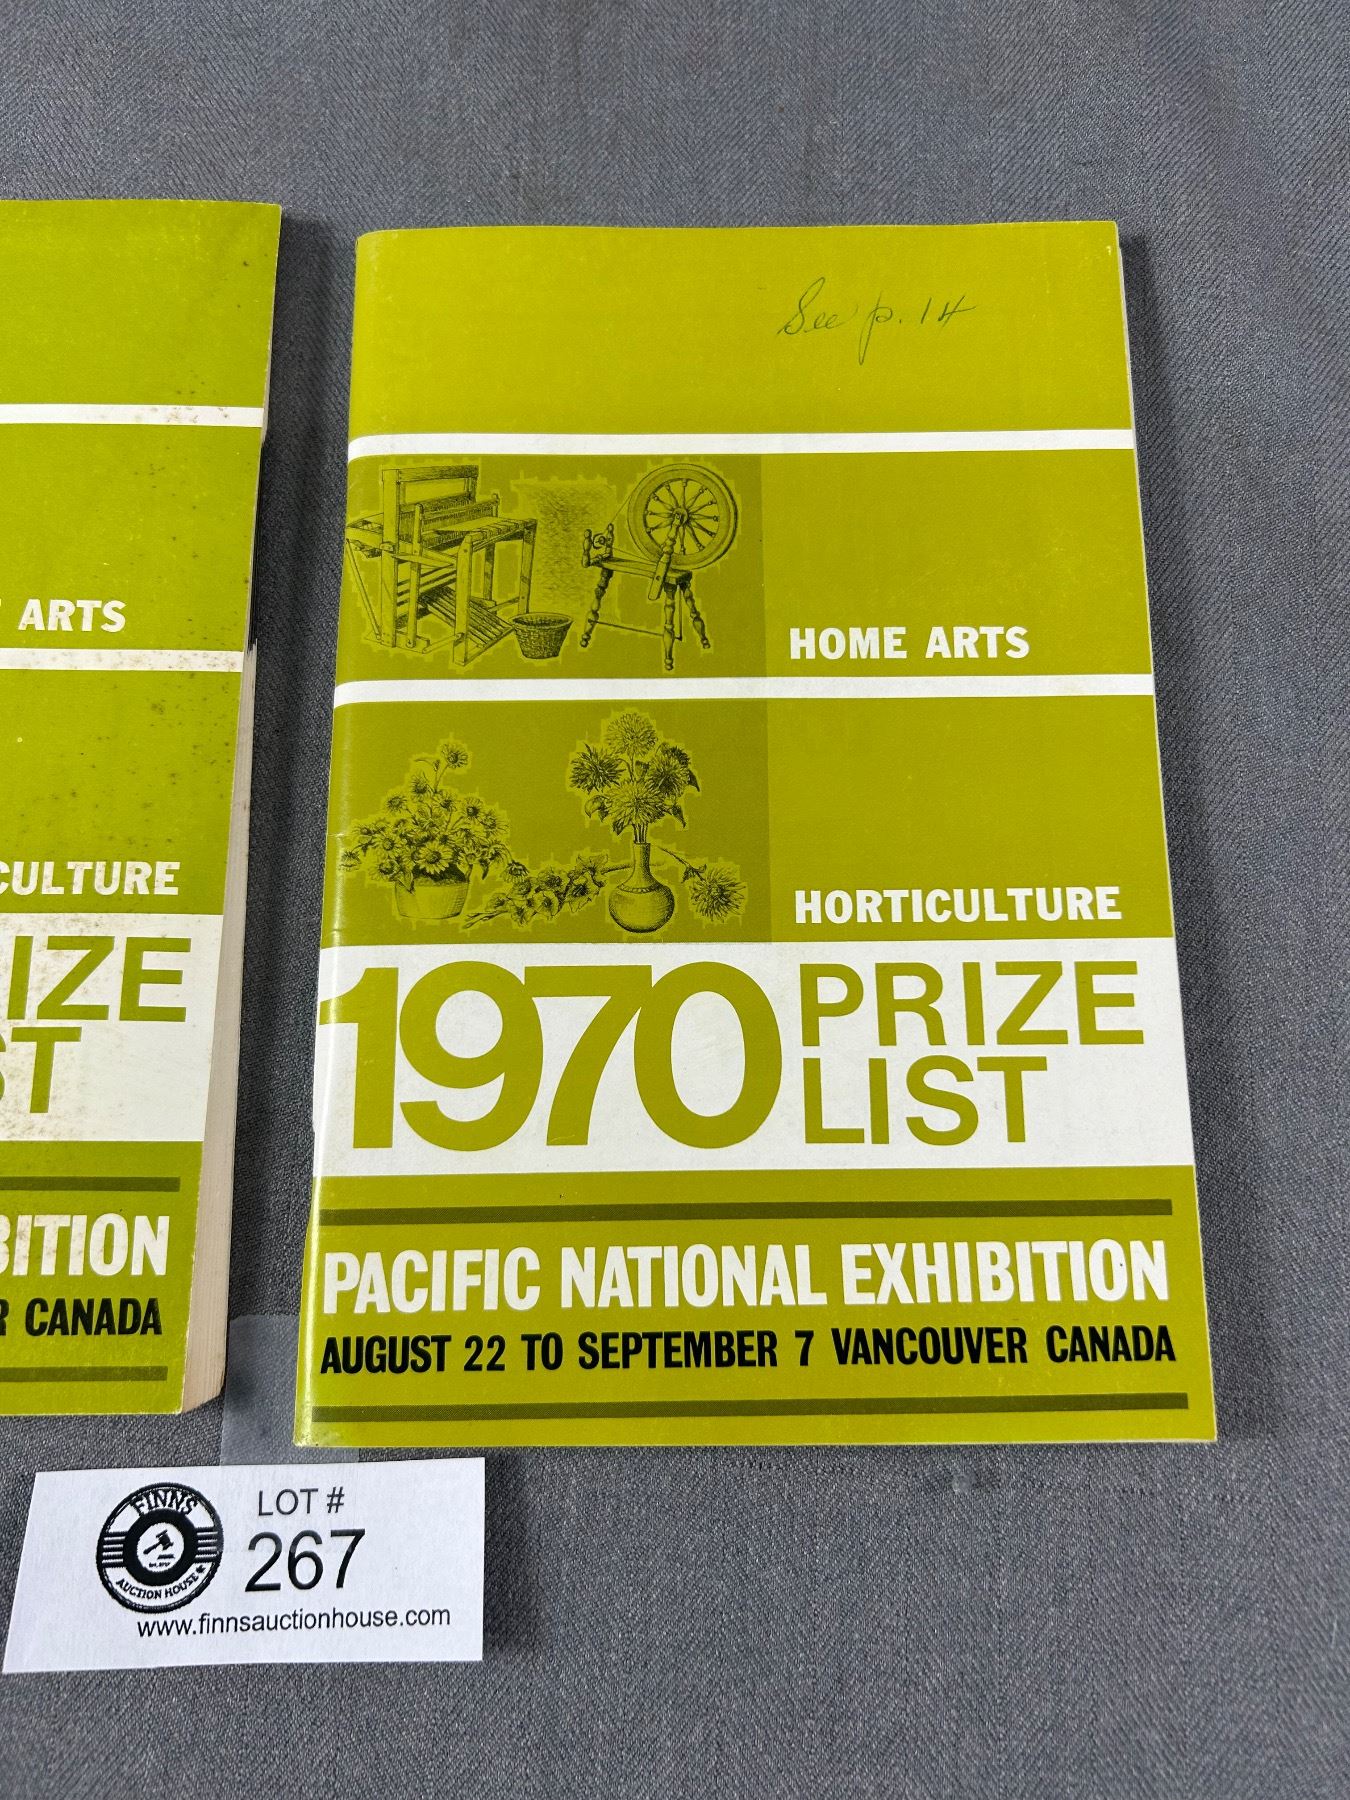 ARTS
CULTURE
IZE
ST
BITION
R CANADA
See p. 14
HOME ARTS
HORTICULTURE
1970 PRIZE
LIST
PACIFIC NATIONAL EXHIBITION
AUGUST 22 TO SEPTEMBER 7 VANCOUVER CANADA
FINNS
AUCTION HOUSE
LOT #
267
www.finnsauctionhouse.com